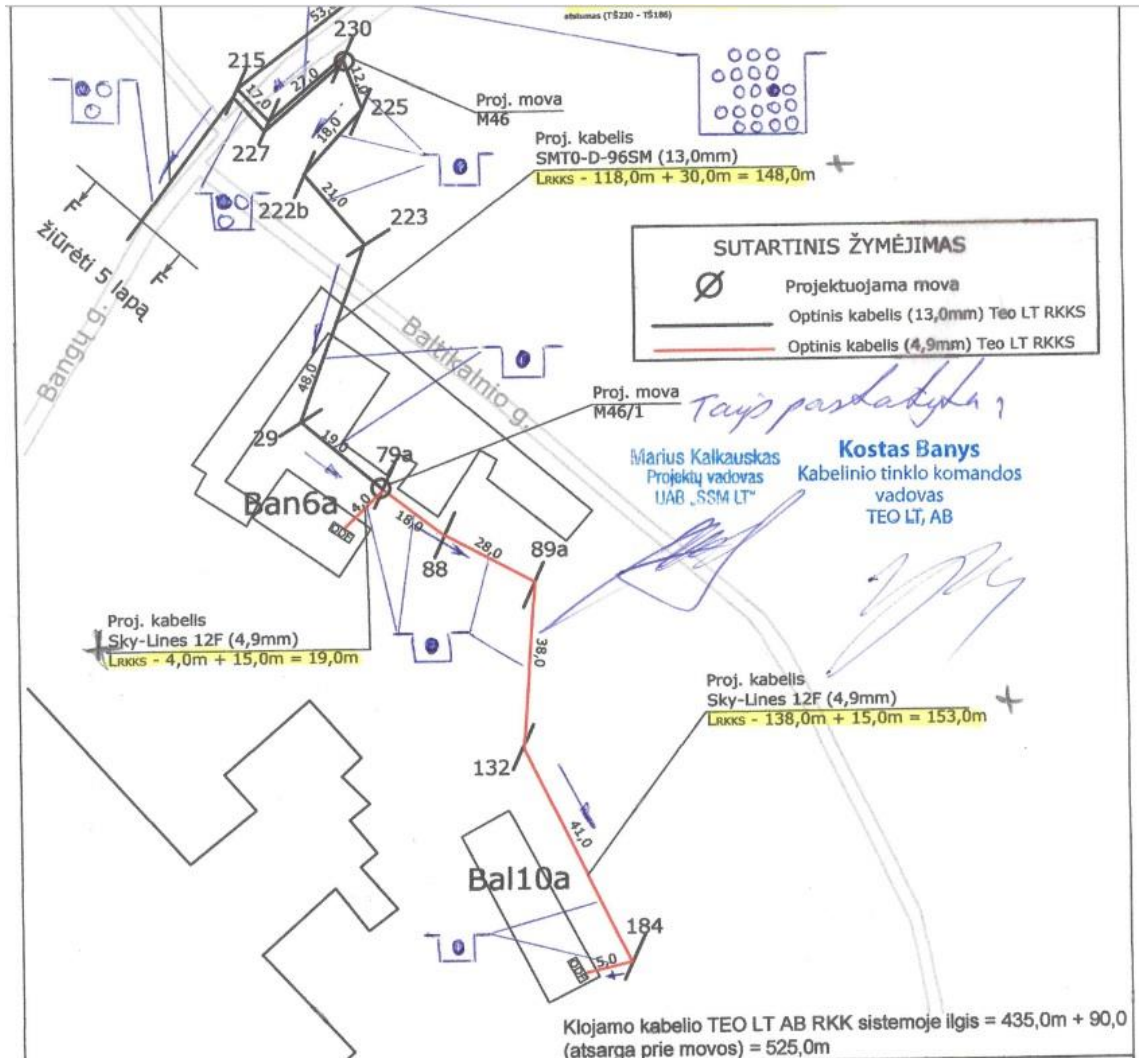 atstumas (TŠ230 - TŠ186)
53,
230
215
27,0
12,0
17,0
Proj. mova
M46
225
18,0
227
Proj. kabelis
SMT0-D-96SM (13,0mm)
LRKKS - 118,0m + 30,0m = 148,0m
222b
21,0
223
F
F
žiūrėti 5 lapą
Bangų g.
Baltikalnio g.
SUTARTINIS ŽYMĖJIMAS
Projektuojama mova
Optinis kabelis (13,0mm) Teo LT RKKS
Optinis kabelis (4,9mm) Teo LT RKKS
48,0
Proj. mova
M46/1
29
19,0
79a
Taip pastatyta
Marius Kalkauskas
Projektų vadovas
UAB „SSM LT"
Kostas Banys
Kabelinio tinklo komandos
vadovas
TEO LT, AB
Ban6a
4,0
ODF
18,0
88
28,0
89a
Proj. kabelis
Sky-Lines 12F (4,9mm)
LRKKS - 4,0m + 15,0m = 19,0m
38,0
Proj. kabelis
Sky-Lines 12F (4,9mm)
LRKKS - 138,0m + 15,0m = 153,0m
132
41,0
Bal10a
184
5,0
ODF
Klojamo kabelio TEO LT AB RKK sistemoje ilgis = 435,0m + 90,0
(atsarga prie movos) = 525,0m